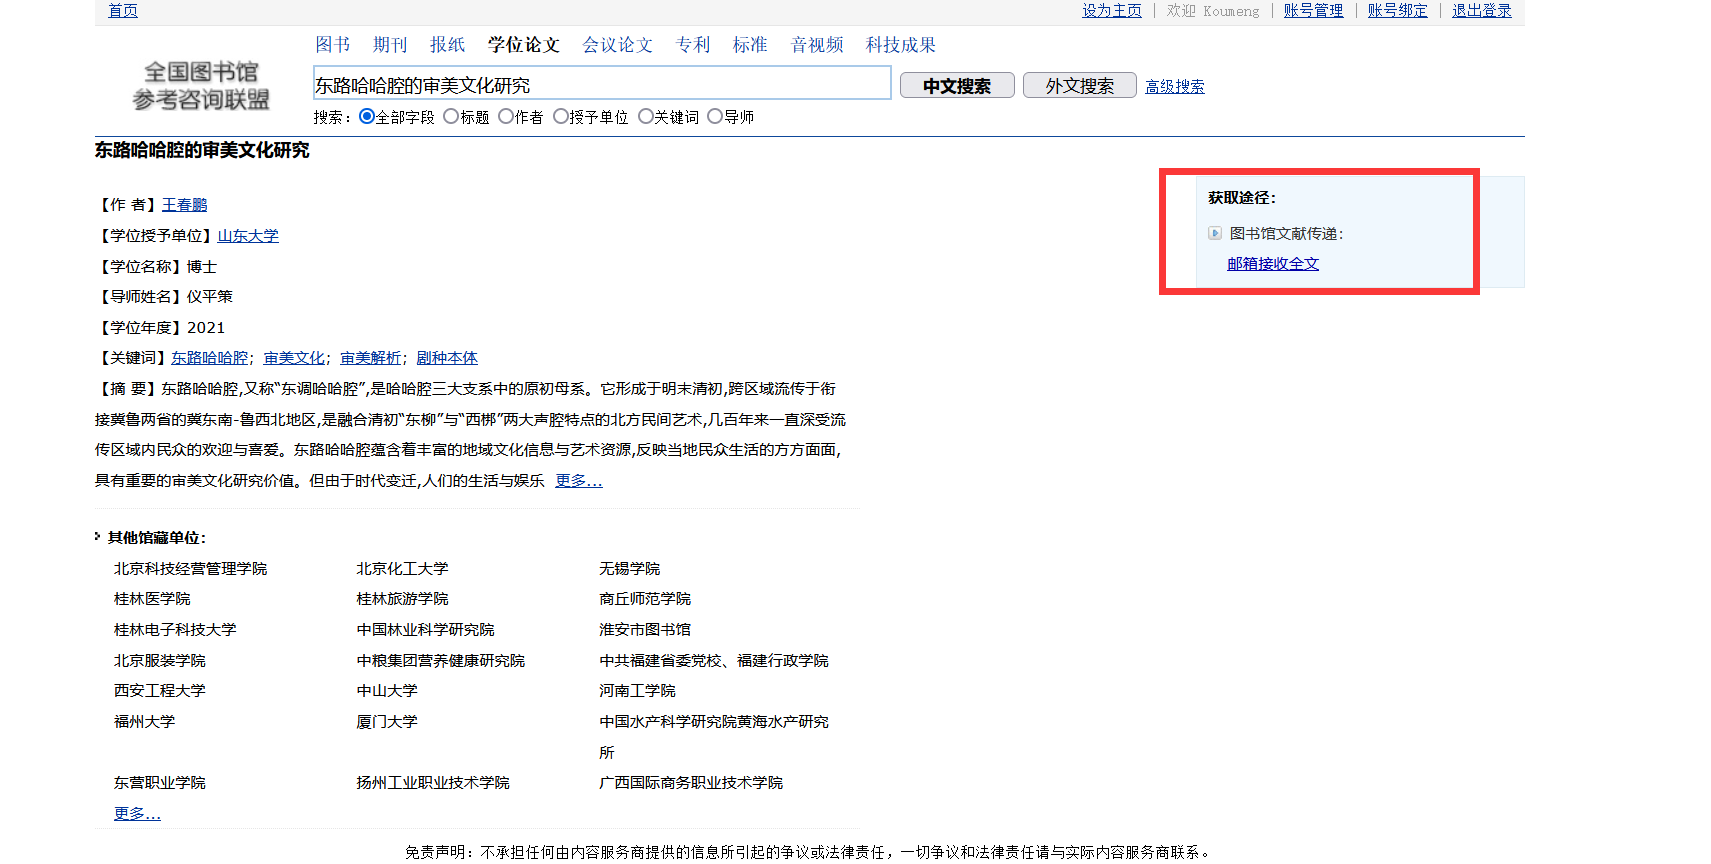 首页
设为主页 | 欢迎 Koumeng | 账号管理 | 账号绑定 | 退出登录
图书 期刊 报纸 学位论文 会议论文 专利 标准 音视频 科技成果
全国图书馆
参考咨询联盟
东路哈哈腔的审美文化研究 中文搜索 外文搜索 高级搜索
搜索: 全部字段 标题 作者 授予单位 关键词 导师
东路哈哈腔的审美文化研究
【作 者】王春鹏
【学位授予单位】山东大学
【学位名称】博士
【导师姓名】仪平策
【学位年度】2021
【关键词】东路哈哈腔; 审美文化; 审美解析; 剧种本体
【摘 要】东路哈哈腔,又称“东调哈哈腔”,是哈哈腔三大支系中的原初母系。它形成于明末清初,跨区域流传于衔
接冀鲁两省的冀东南-鲁西北地区,是融合清初“东柳”与“西梆”两大声腔特点的北方民间艺术,几百年来一直深受流
传区域内民众的欢迎与喜爱。东路哈哈腔蕴含着丰富的地域文化信息与艺术资源,反映当地民众生活的方方面面,
具有重要的审美文化研究价值。但由于时代变迁,人们的生活与娱乐 更多...
获取途径:
图书馆文献传递:
邮箱接收全文
其他馆藏单位:
北京科技经营管理学院 北京化工大学 无锡学院
桂林医学院 桂林旅游学院 商丘师范学院
桂林电子科技大学 中国林业科学研究院 淮安市图书馆
北京服装学院 中粮集团营养健康研究院 中共福建省委党校、福建行政学院
西安工程大学 中山大学 河南工学院
福州大学 厦门大学 中国水产科学研究院黄海水产研究
所
东营职业学院 扬州工业职业技术学院 广西国际商务职业技术学院
更多...
免责声明：不承担任何由内容服务商提供的信息所引起的争议或法律责任，一切争议和法律责任请与实际内容服务商联系。